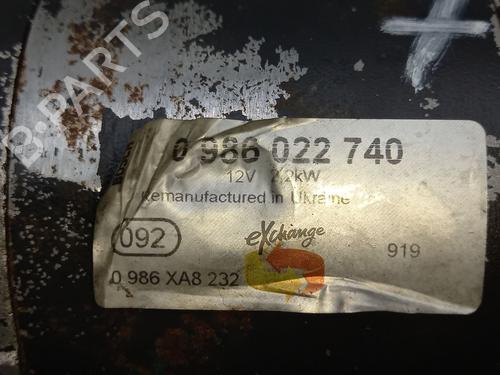 B-PARTS
0 986 022 740
12V 2,2kW
Remanufactured in Ukraine
092
eXchange
919
0 986 XA8 232